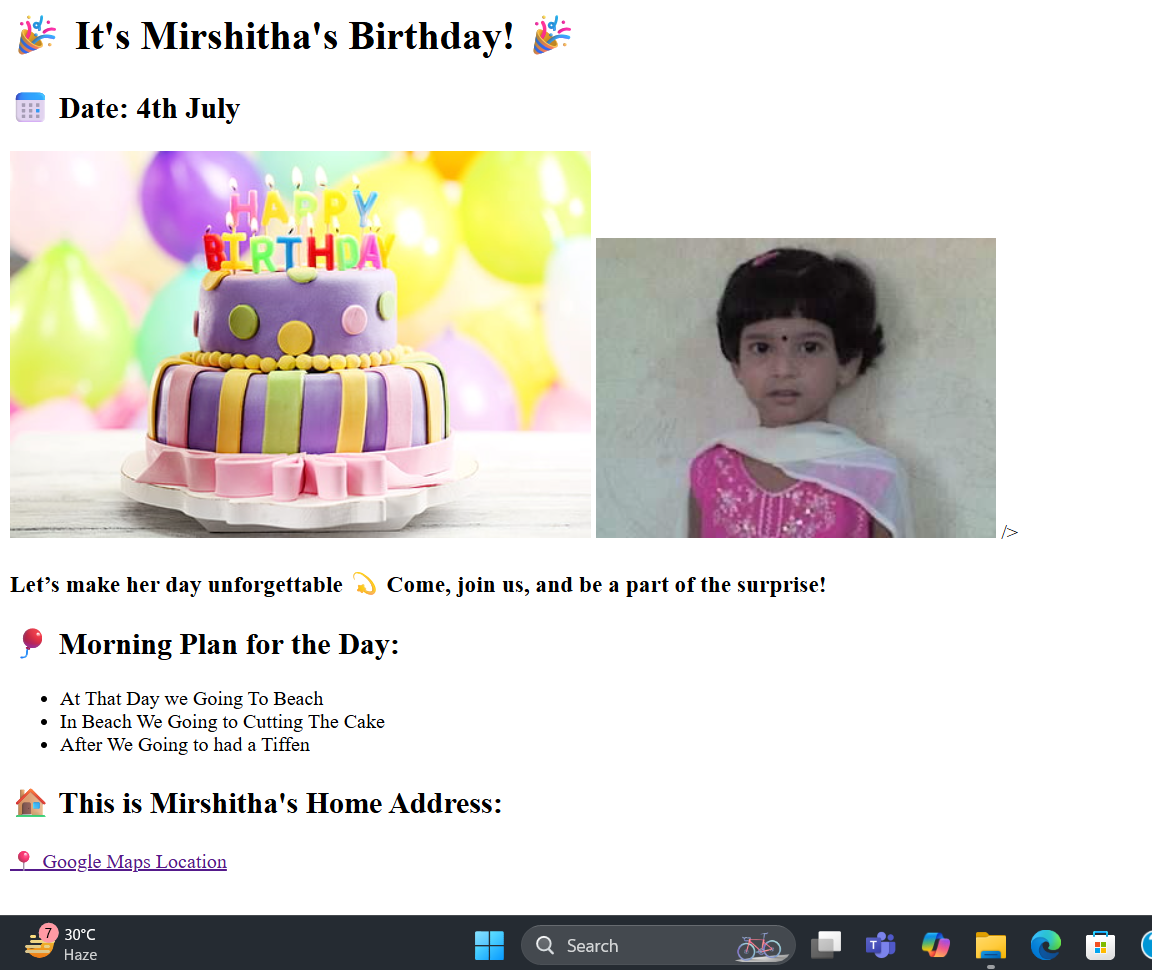 🎉 It's Mirshitha's Birthday! 🎉
📅 Date: 4th July
HAPPY
BIRTHDAY
/>
Let’s make her day unforgettable 💫 Come, join us, and be a part of the surprise!
🎈 Morning Plan for the Day:
• At That Day we Going To Beach
• In Beach We Going to Cutting The Cake
• After We Going to had a Tiffen
🏠 This is Mirshitha's Home Address:
📍 Google Maps Location
7
30°C
Haze
Search